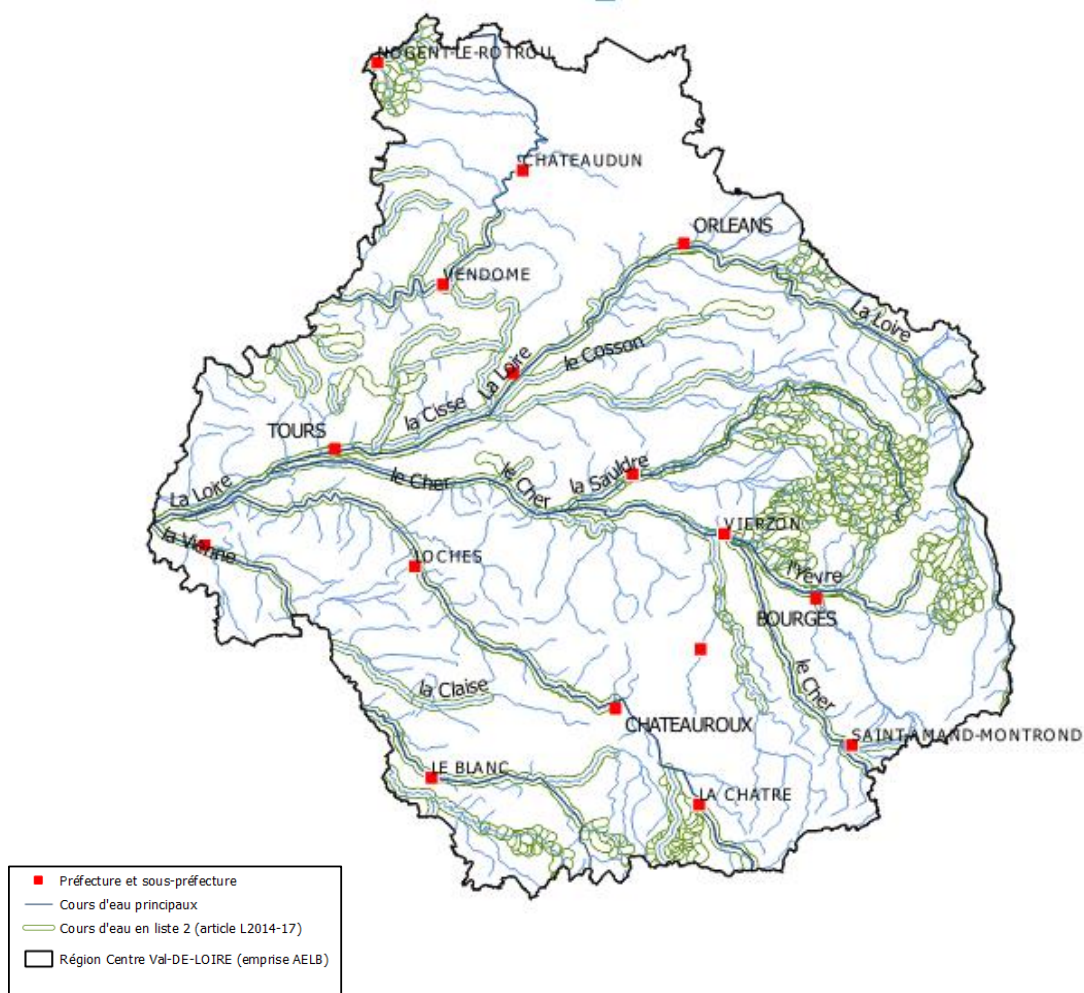 NOGENT-LE-ROTROU
CHATEAUDUN
ORLEANS
VENDOME
La Loire
La Loire
le Cosson
la Cisse
TOURS
le Cher
le Cher
la Sauldre
La Loire
VIERZON
la Vienne
LOCHES
l'Yèvre
BOURGES
le Cher
la Claise
CHATEAUROUX
SAINT-AMAND-MONTROND
LE BLANC
LA CHATRE
Préfecture et sous-préfecture
Cours d'eau principaux
Cours d'eau en liste 2 (article L2014-17)
Région Centre Val-DE-LOIRE (emprise AELB)